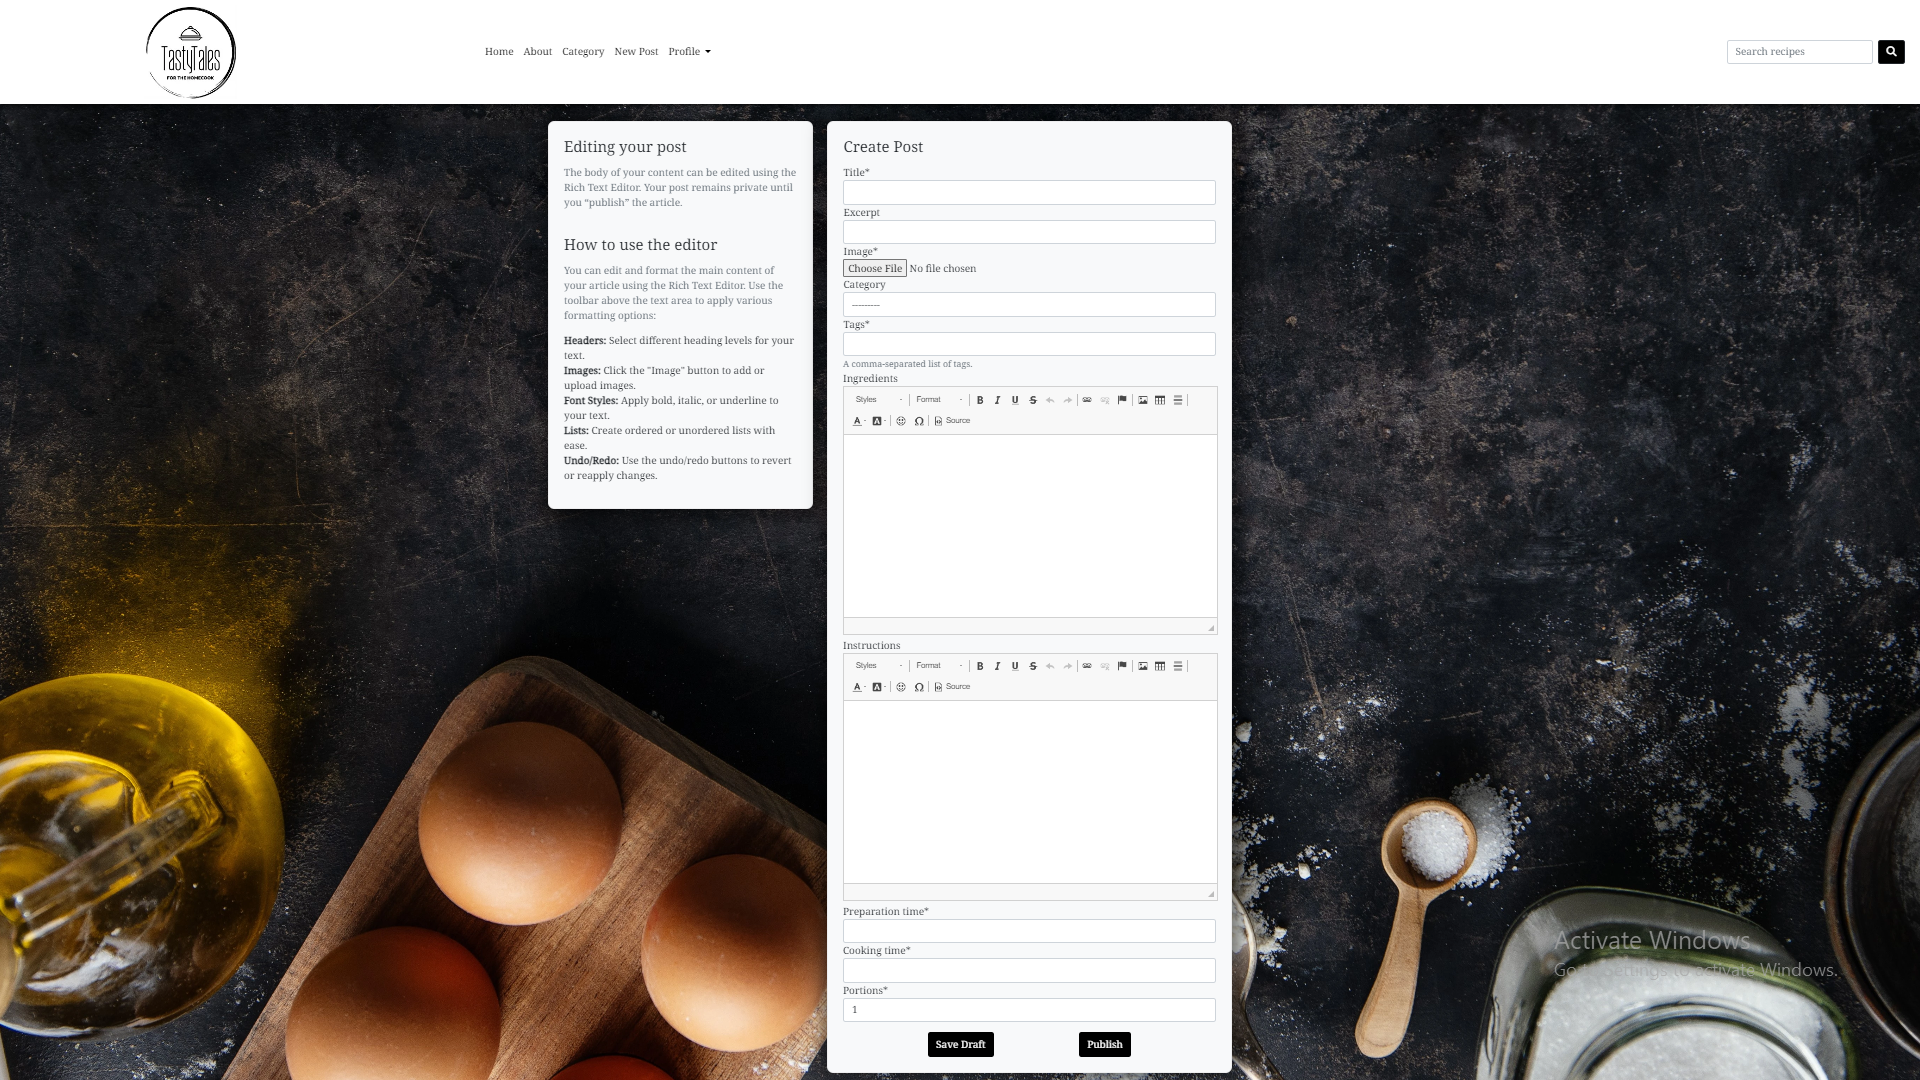 TastyTales
FOR THE HOMECOOK
Home About Category New Post Profile
Search recipes
Editing your post
The body of your content can be edited using the
Rich Text Editor. Your post remains private until
you “publish” the article.
How to use the editor
You can edit and format the main content of
your article using the Rich Text Editor. Use the
toolbar above the text area to apply various
formatting options:
Headers: Select different heading levels for your
text.
Images: Click the "Image" button to add or
upload images.
Font Styles: Apply bold, italic, or underline to
your text.
Lists: Create ordered or unordered lists with
ease.
Undo/Redo: Use the undo/redo buttons to revert
or reapply changes.
Create Post
Title*
Excerpt
Image*
Choose File No file chosen
Category
---------
Tags*
A comma-separated list of tags.
Ingredients
Styles Format B I U S
A A Ω Source
Instructions
Styles Format B I U S
A A Ω Source
Preparation time*
Cooking time*
Portions*
1
Save Draft Publish
Activate Windows
Go to Settings to activate Windows.